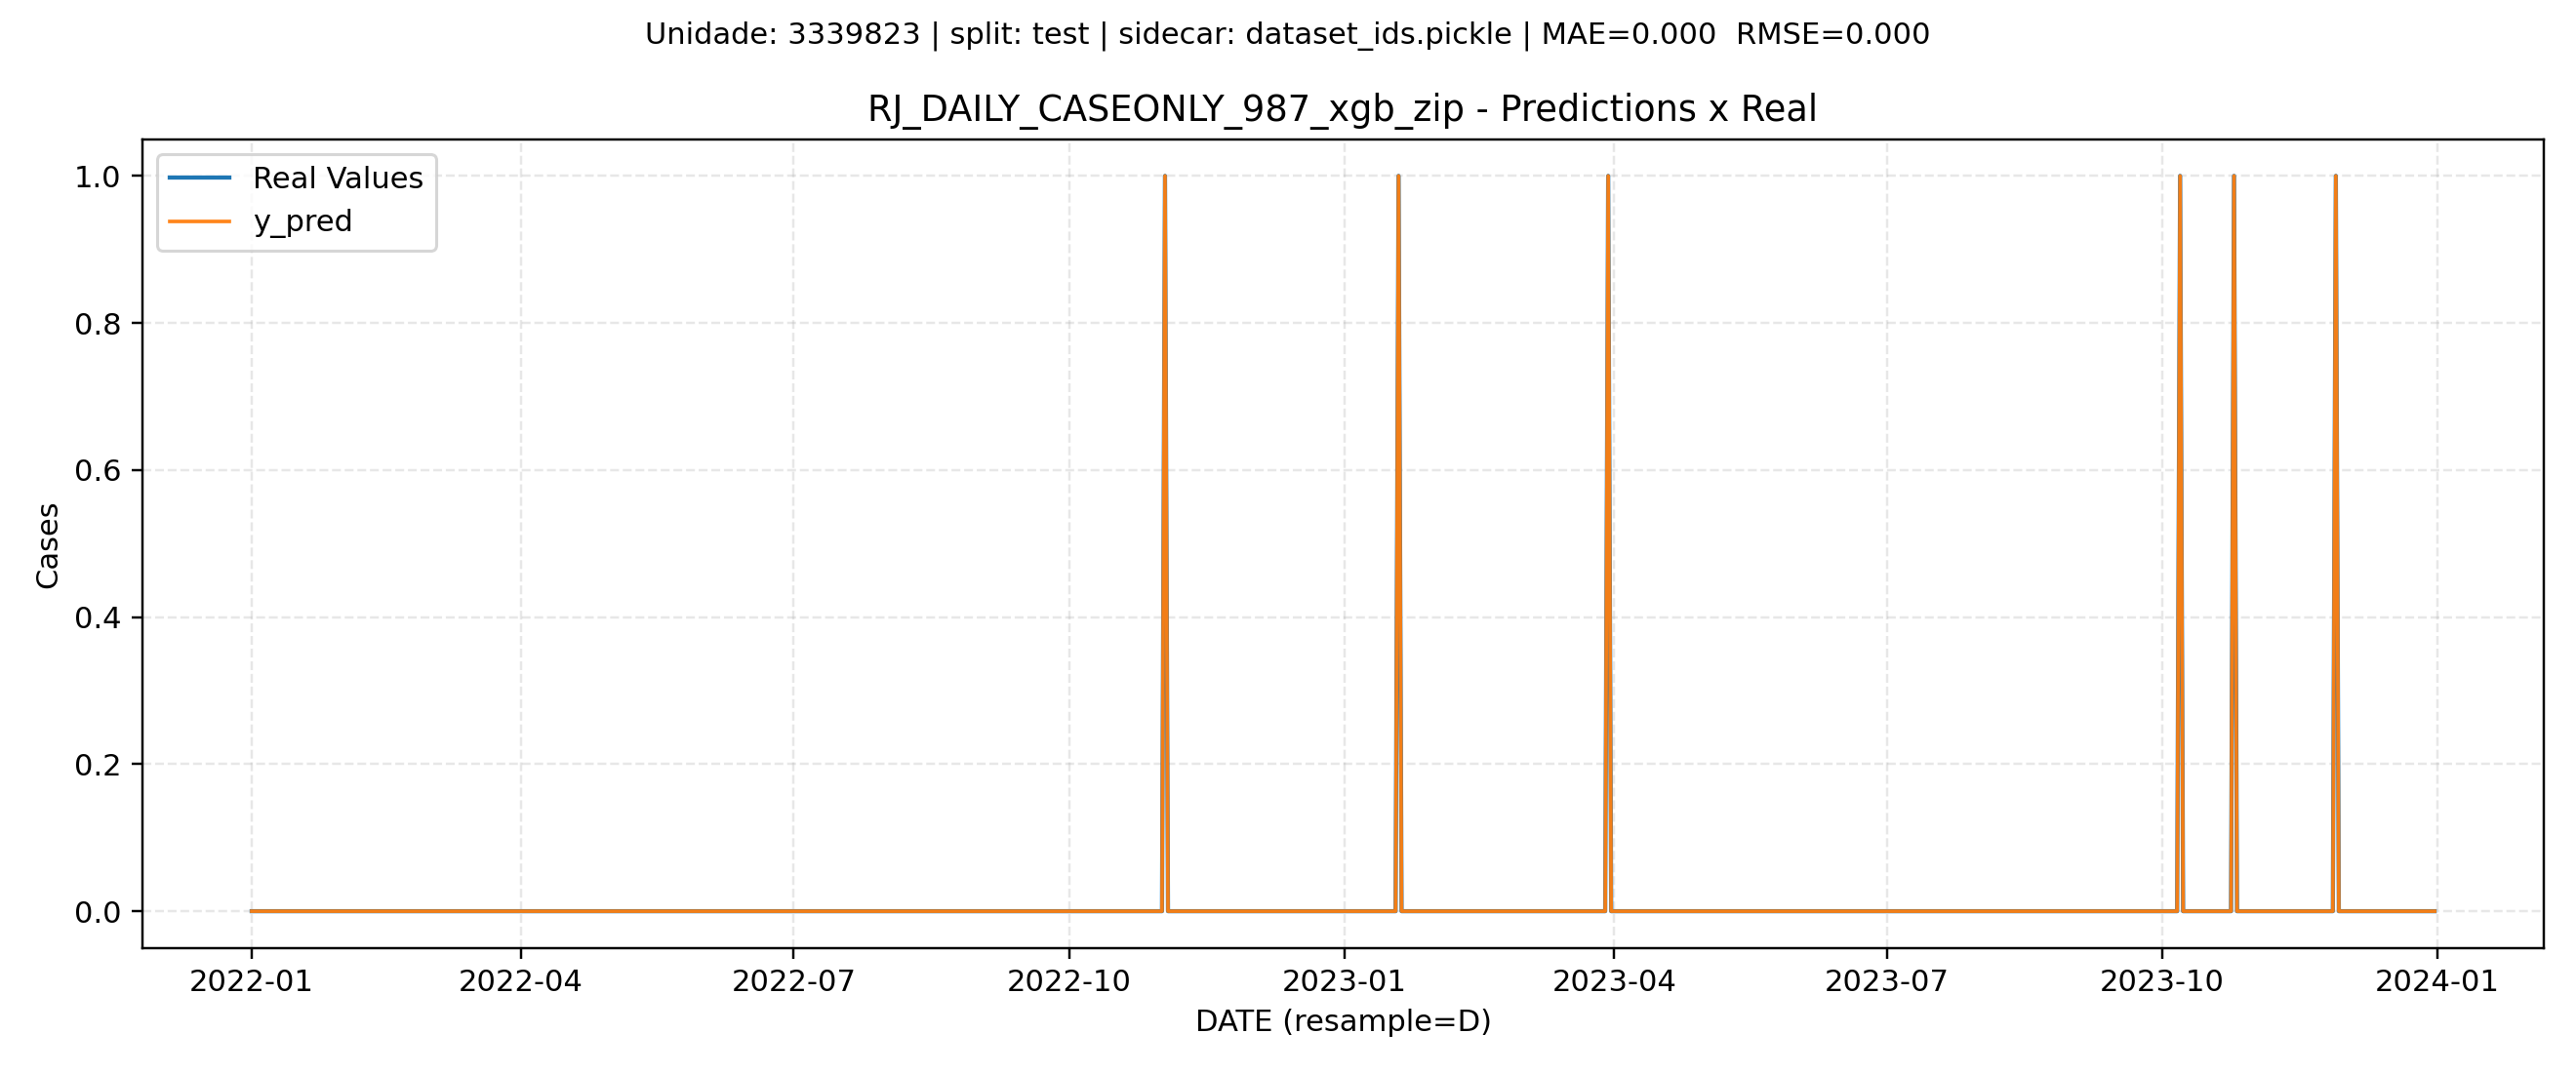 Unidade: 3339823 | split: test | sidecar: dataset_ids.pickle | MAE=0.000  RMSE=0.000
RJ_DAILY_CASEONLY_987_xgb_zip - Predictions x Real
Real Values
y_pred
1.0
0.8
0.6
0.4
0.2
0.0
Cases
2022-01 2022-04 2022-07 2022-10 2023-01 2023-04 2023-07 2023-10 2024-01
DATE (resample=D)